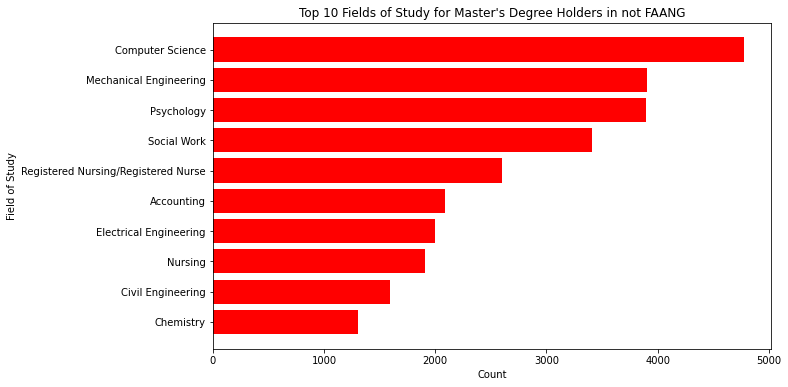 Top 10 Fields of Study for Master's Degree Holders in not FAANG
Field of Study
Computer Science
Mechanical Engineering
Psychology
Social Work
Registered Nursing/Registered Nurse
Accounting
Electrical Engineering
Nursing
Civil Engineering
Chemistry
0 1000 2000 3000 4000 5000
Count